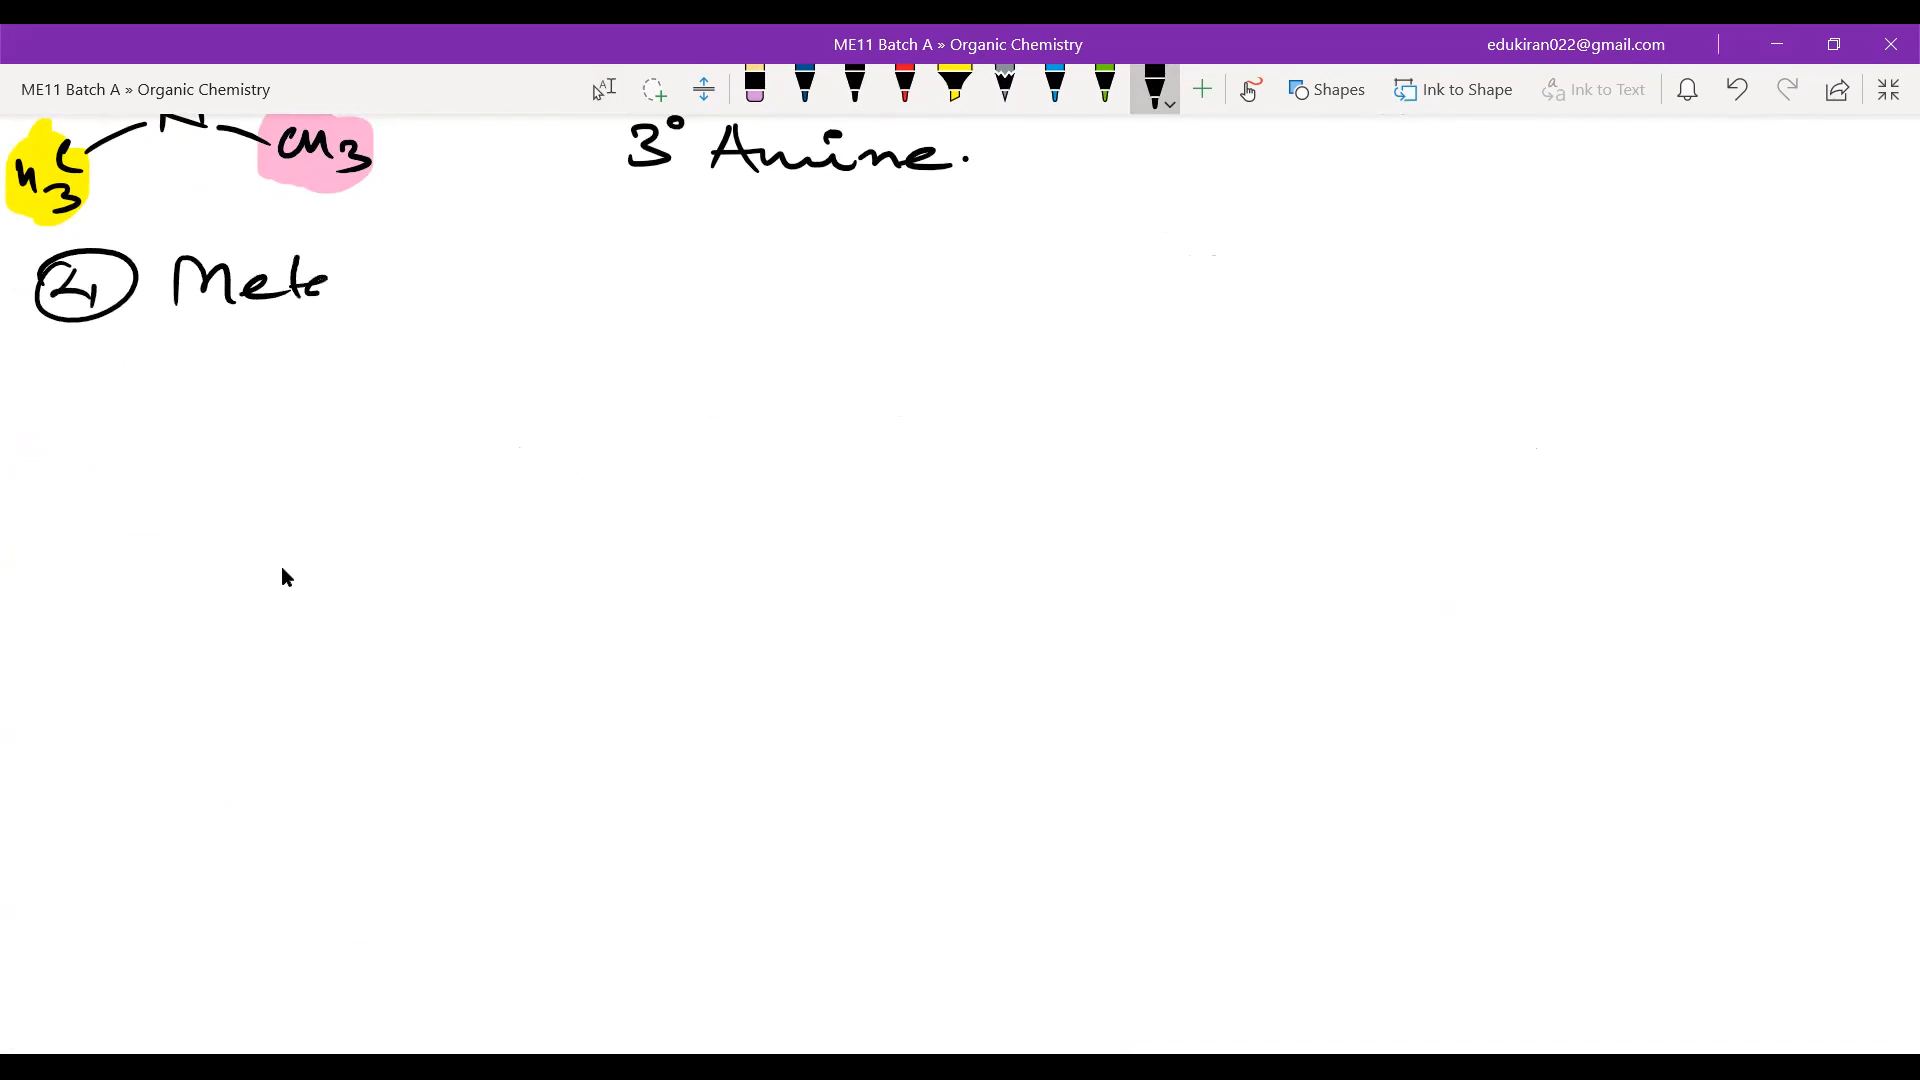 ME11 Batch A » Organic Chemistry
edukiran022@gmail.com
ME11 Batch A » Organic Chemistry
Shapes
Ink to Shape
Ink to Text
H3C N CH3
3° Amine.
④ Mete